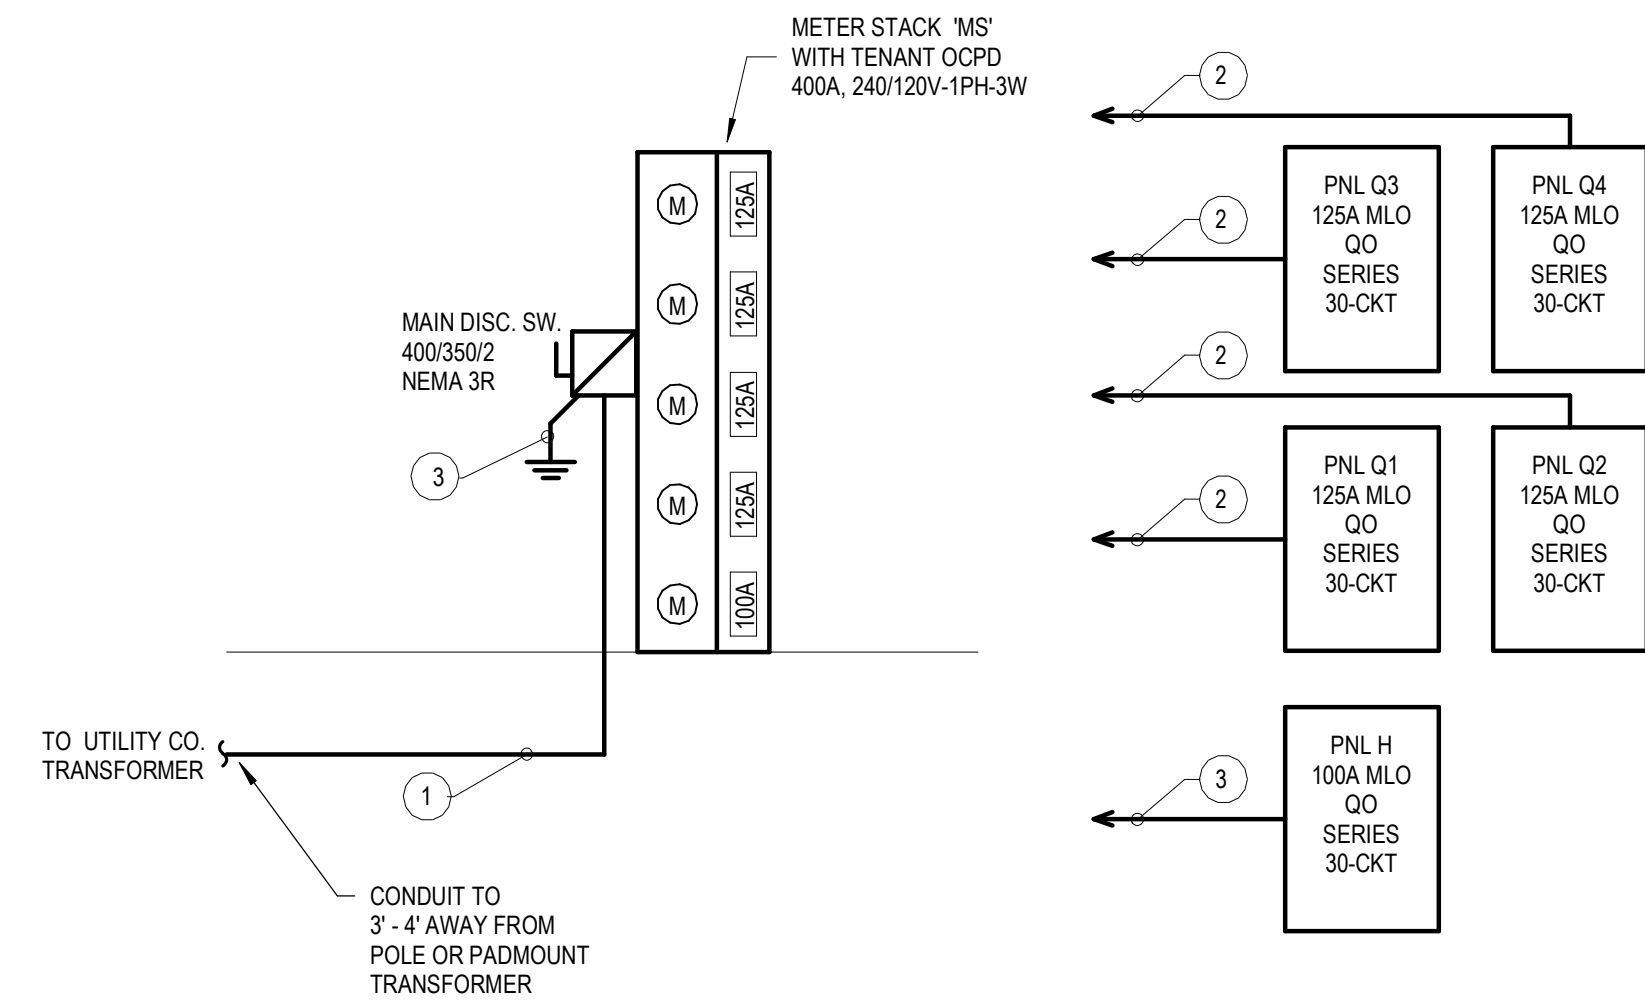 METER STACK 'MS'
WITH TENANT OCPD
400A, 240/120V-1PH-3W
M
125A
M
125A
M
125A
M
125A
M
100A
MAIN DISC. SW.
400/350/2
NEMA 3R
3
TO UTILITY CO.
TRANSFORMER
1
CONDUIT TO
3' - 4' AWAY FROM
POLE OR PADMOUNT
TRANSFORMER
2
2
PNL Q3
125A MLO
QO
SERIES
30-CKT
PNL Q4
125A MLO
QO
SERIES
30-CKT
2
2
PNL Q1
125A MLO
QO
SERIES
30-CKT
PNL Q2
125A MLO
QO
SERIES
30-CKT
3
PNL H
100A MLO
QO
SERIES
30-CKT